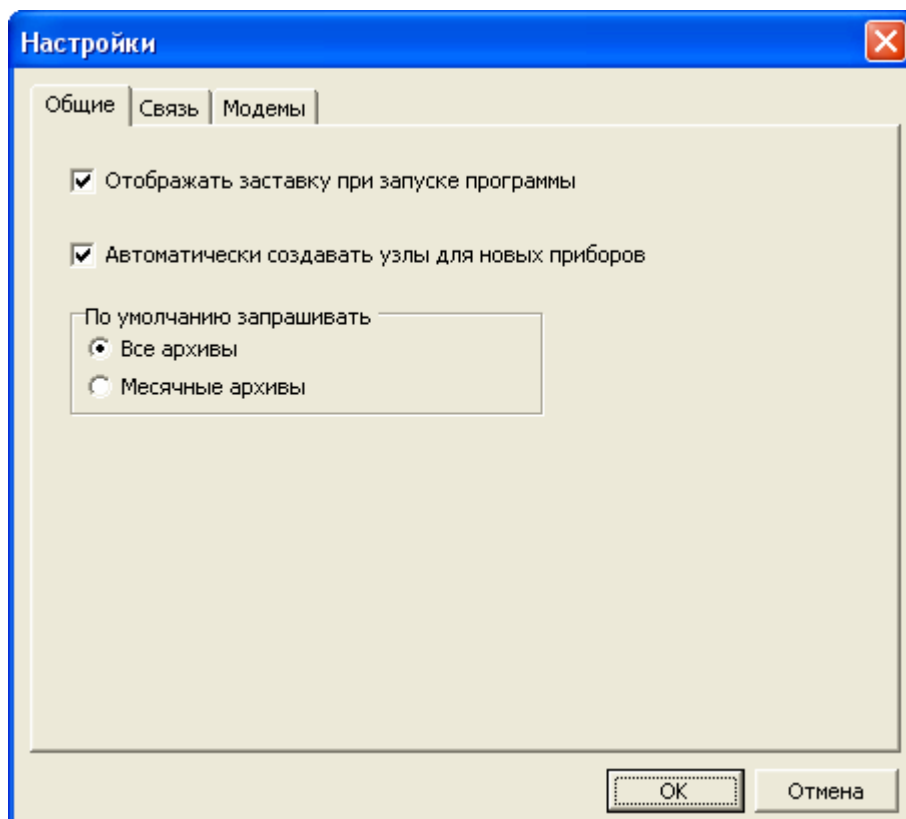 Настройки
Общие Связь Модемы
Отображать заставку при запуске программы
Автоматически создавать узлы для новых приборов
По умолчанию запрашивать
Все архивы
Месячные архивы
OK Отмена